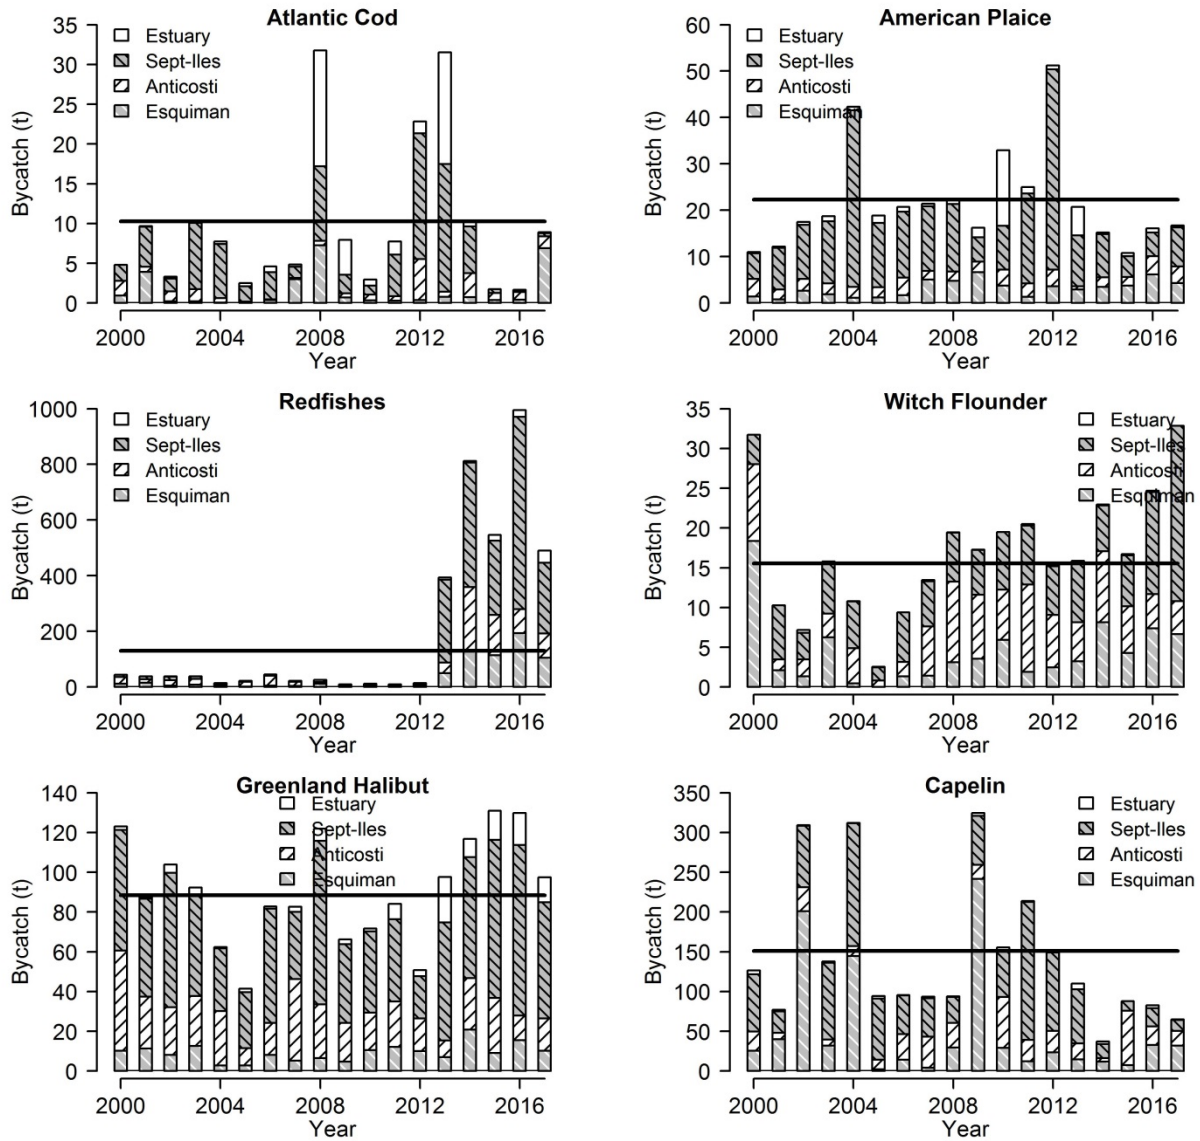 Atlantic Cod
35
30
25
20
15
10
5
0
Bycatch (t)
Estuary
Sept-Iles
Anticosti
Esquiman
2000 2004 2008 2012 2016
Year
American Plaice
60
50
40
30
20
10
0
Bycatch (t)
Estuary
Sept-Iles
Anticosti
Esquiman
2000 2004 2008 2012 2016
Year
Redfishes
1000
800
600
400
200
0
Bycatch (t)
Estuary
Sept-Iles
Anticosti
Esquiman
2000 2004 2008 2012 2016
Year
Witch Flounder
35
30
25
20
15
10
5
0
Bycatch (t)
Estuary
Sept-Iles
Anticosti
Esquiman
2000 2004 2008 2012 2016
Year
Greenland Halibut
140
120
100
80
60
40
20
0
Bycatch (t)
Estuary
Sept-Iles
Anticosti
Esquiman
2000 2004 2008 2012 2016
Year
Capelin
350
300
250
200
150
100
50
0
Bycatch (t)
Estuary
Sept-Iles
Anticosti
Esquiman
2000 2004 2008 2012 2016
Year